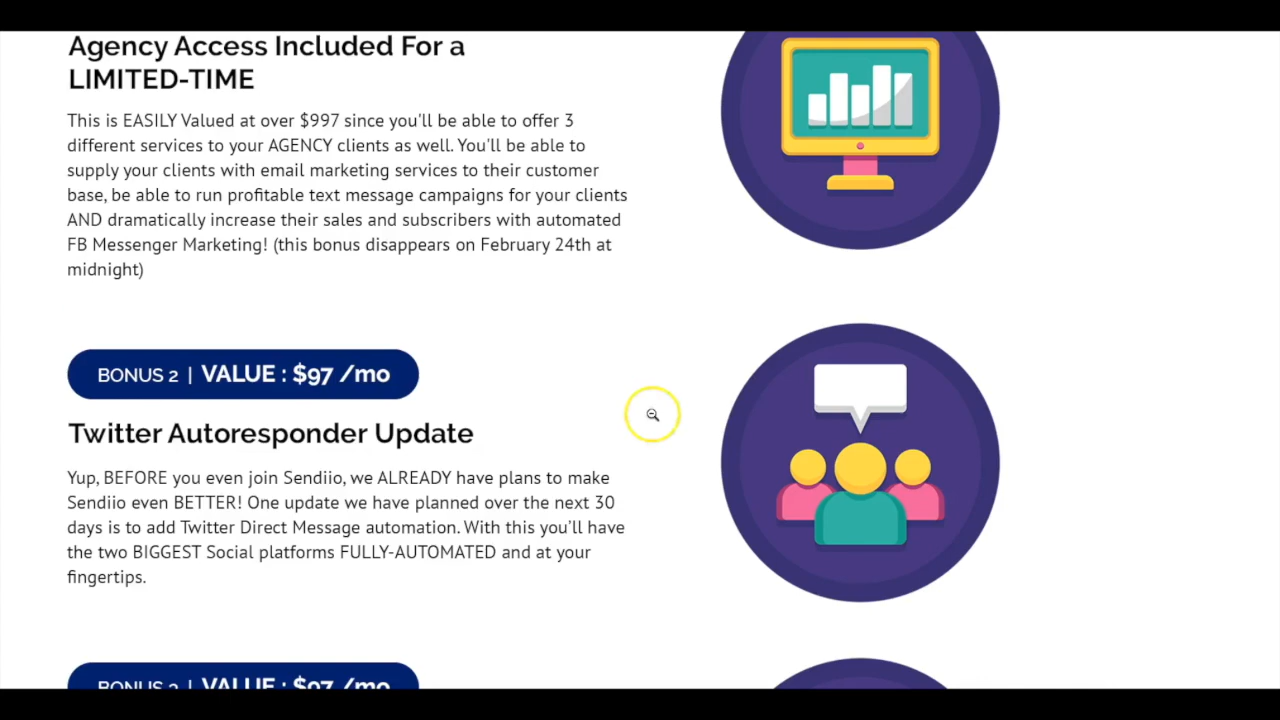 Agency Access Included For a
LIMITED-TIME
This is EASILY Valued at over $997 since you'll be able to offer 3
different services to your AGENCY clients as well. You'll be able to
supply your clients with email marketing services to their customer
base, be able to run profitable text message campaigns for your clients
AND dramatically increase their sales and subscribers with automated
FB Messenger Marketing! (this bonus disappears on February 24th at
midnight)
BONUS 2 | VALUE : $97 /mo
Twitter Autoresponder Update
Yup, BEFORE you even join Sendiio, we ALREADY have plans to make
Sendiio even BETTER! One update we have planned over the next 30
days is to add Twitter Direct Message automation. With this you'll have
the two BIGGEST Social platforms FULLY-AUTOMATED and at your
fingertips.
BONUS 2 | VALUE : $97 /mo